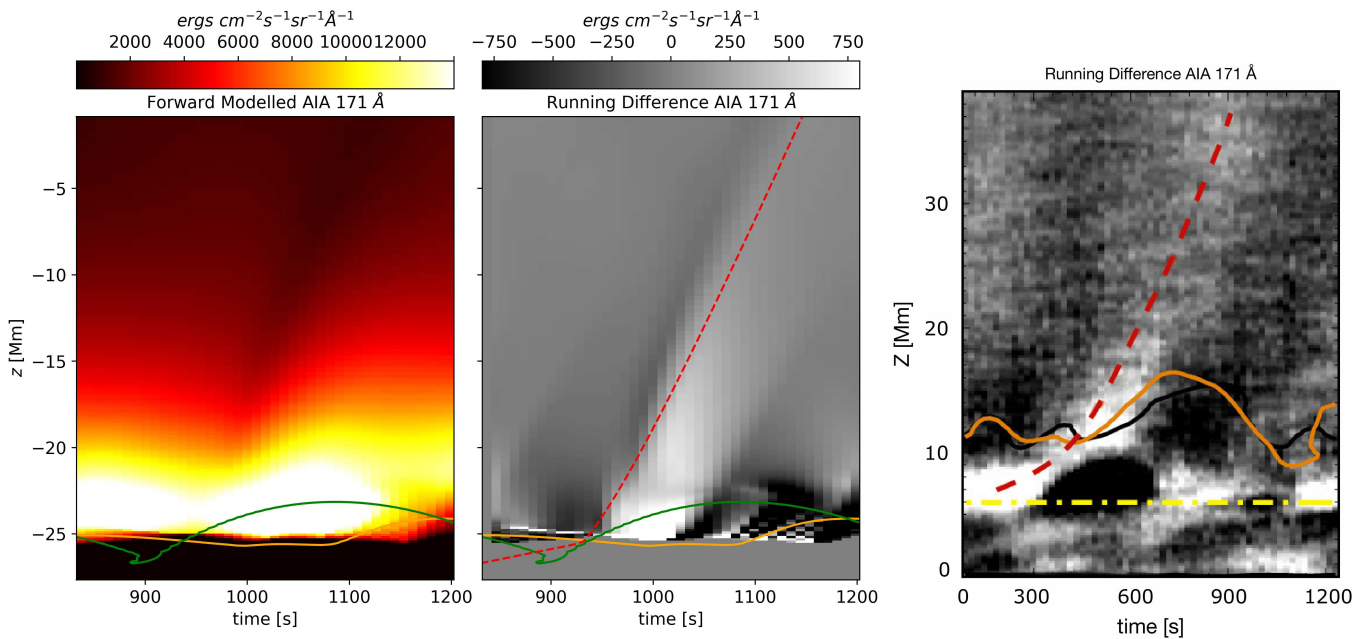 ergs cm⁻²s⁻¹sr⁻¹Å⁻¹
2000 4000 6000 8000 10000 12000
Forward Modelled AIA 171 Å
z [Mm]
−5
−10
−15
−20
−25
900 1000 1100 1200
time [s]
ergs cm⁻²s⁻¹sr⁻¹Å⁻¹
−750 −500 −250 0 250 500 750
Running Difference AIA 171 Å
900 1000 1100 1200
time [s]
Running Difference AIA 171 Å
Z [Mm]
30
20
10
0
0 300 600 900 1200
time [s]